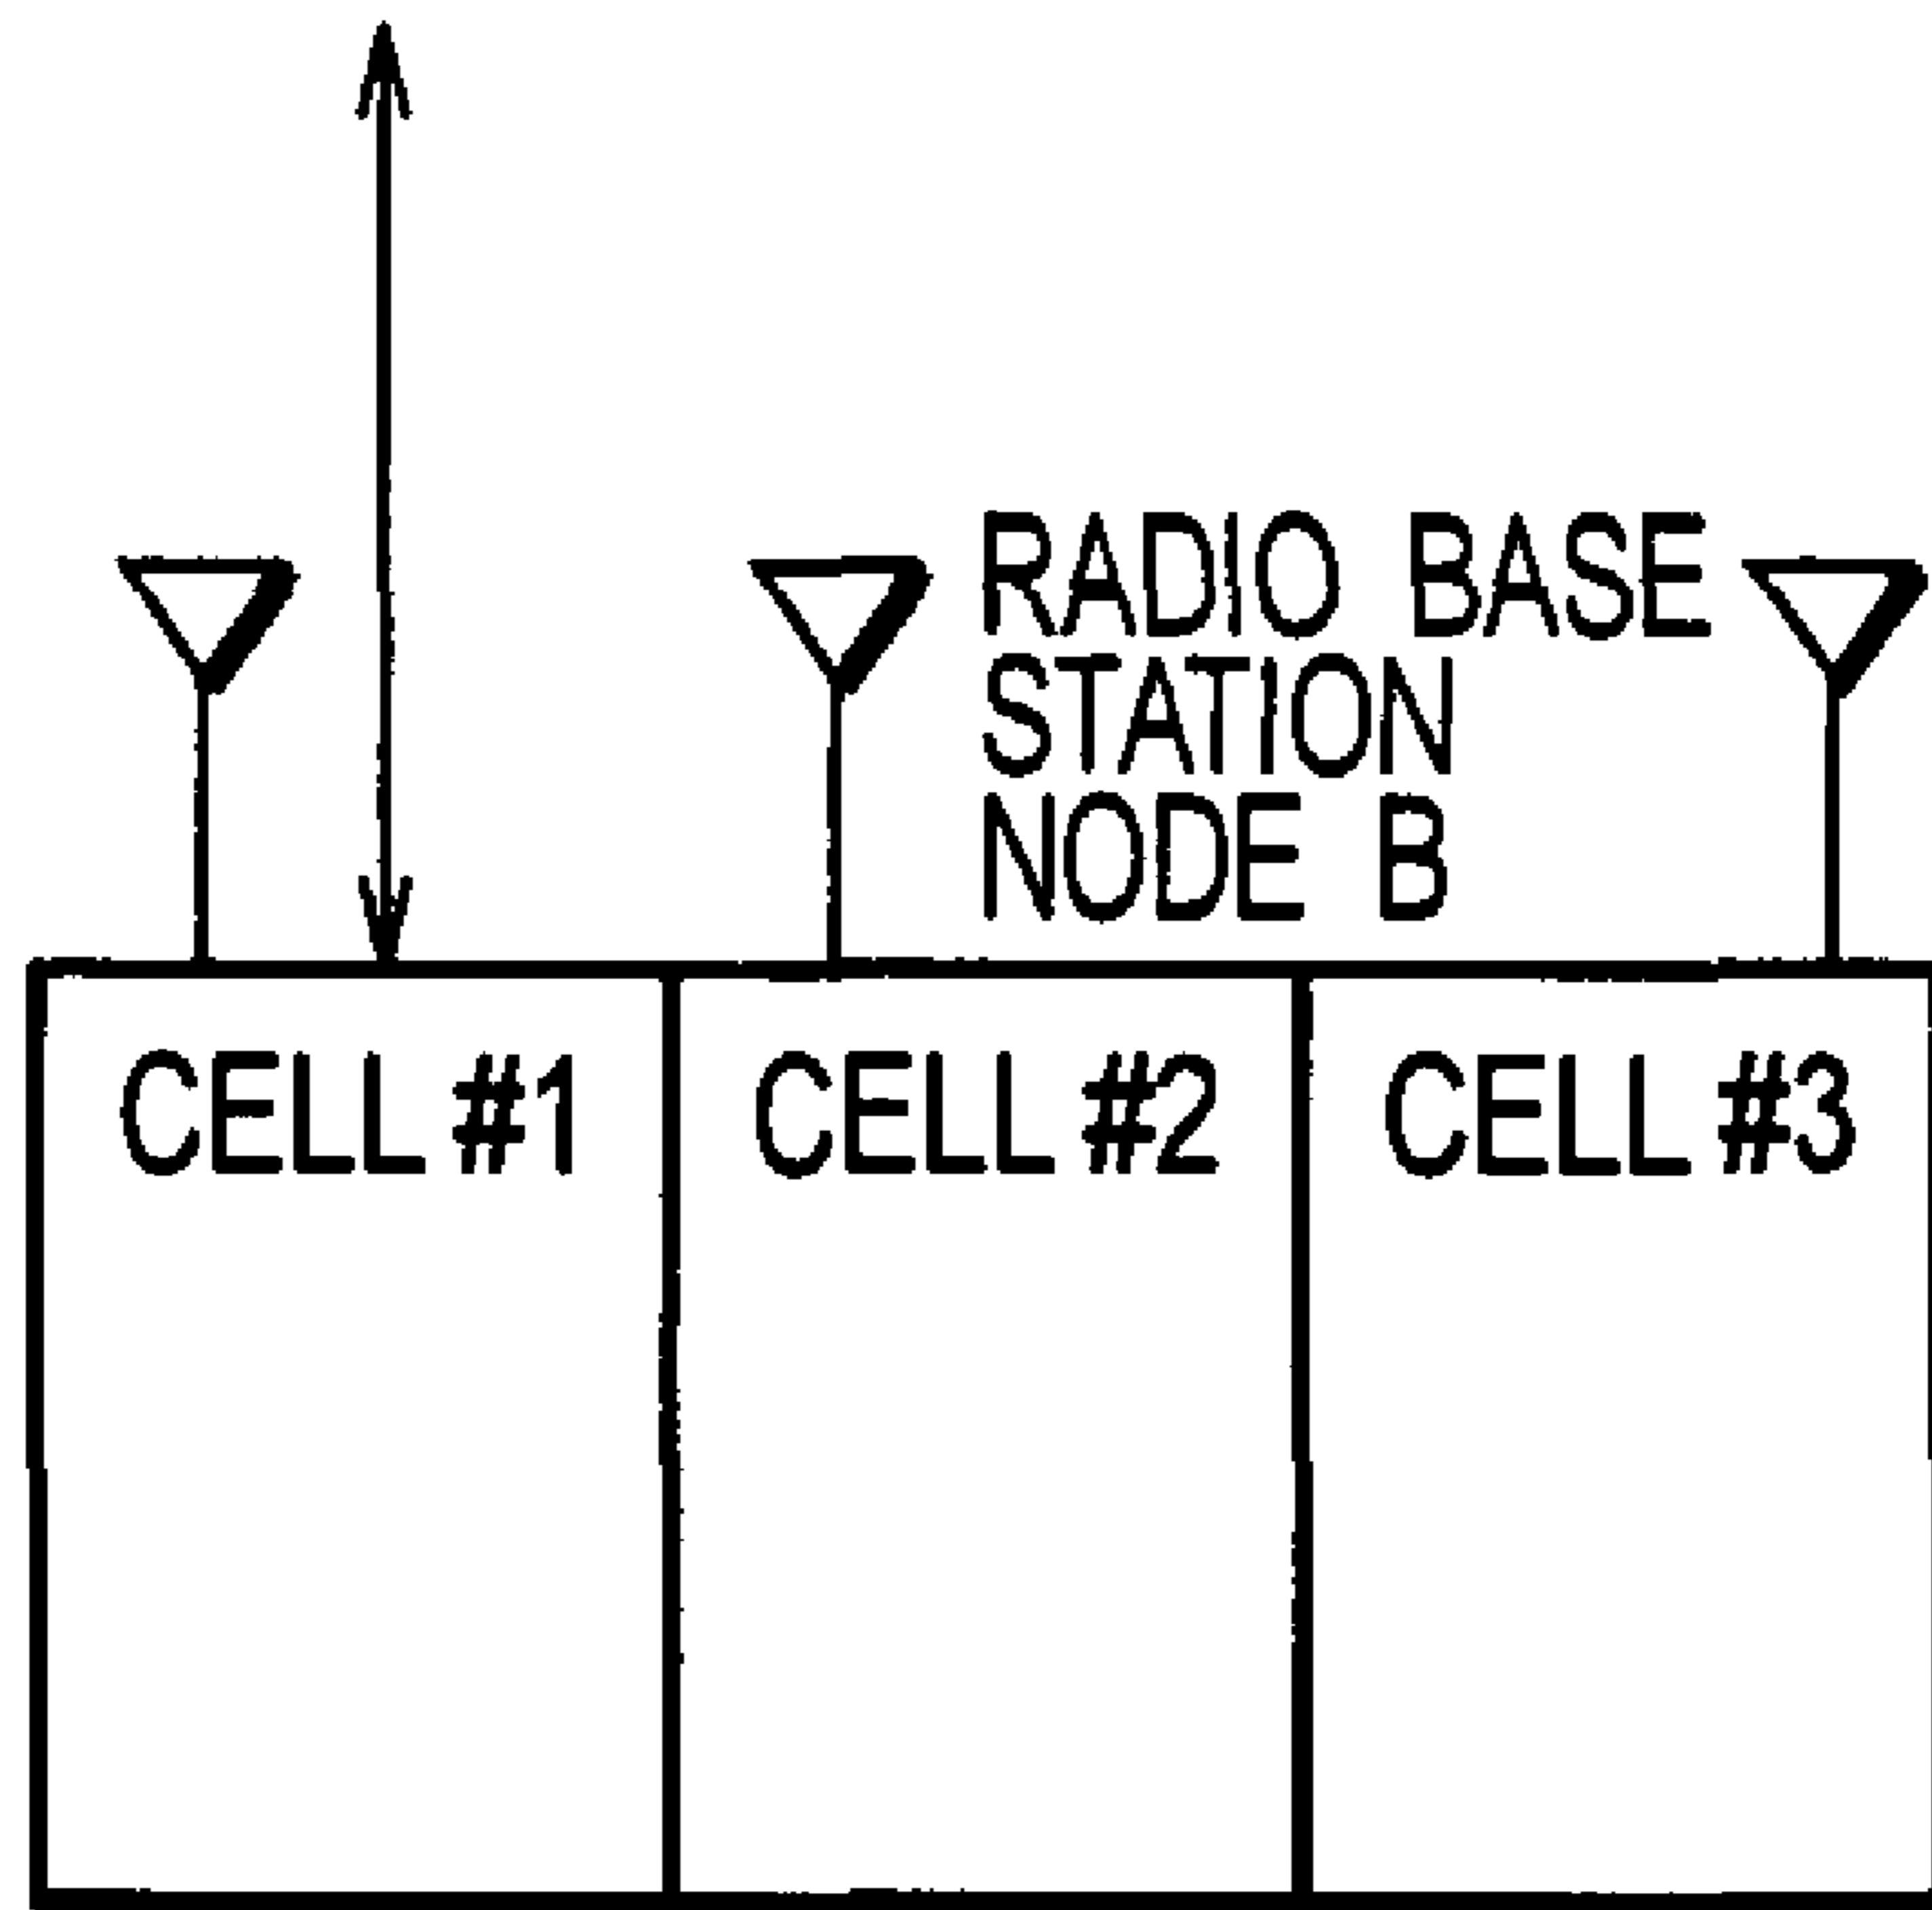 RADIO BASE
STATION
NODE B
CELL #1
CELL #2
CELL #3